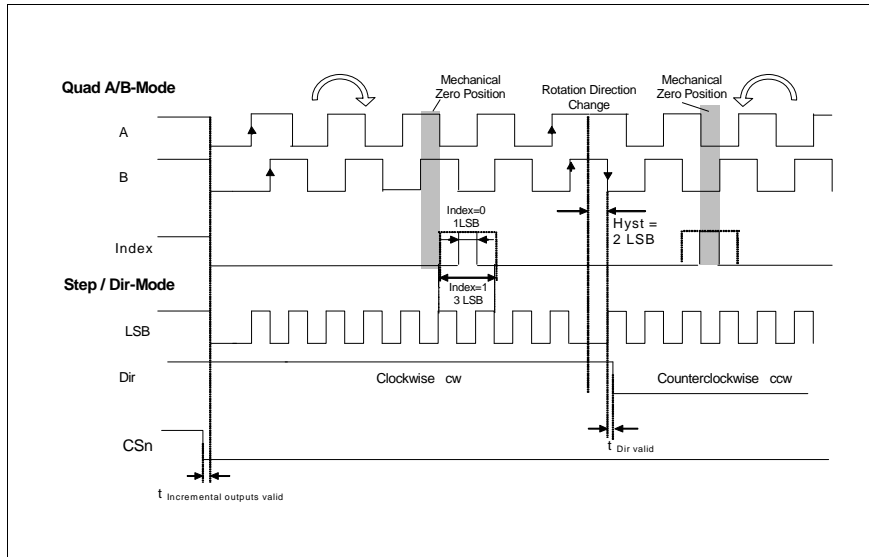 Quad A/B-Mode
Mechanical
Zero Position
Rotation Direction
Change
Mechanical
Zero Position
A
B
Index=0
1LSB
Hyst =
2 LSB
Index
Index=1
3 LSB
Step / Dir-Mode
LSB
Dir
Clockwise cw
Counterclockwise ccw
CSn
t Dir valid
t Incremental outputs valid